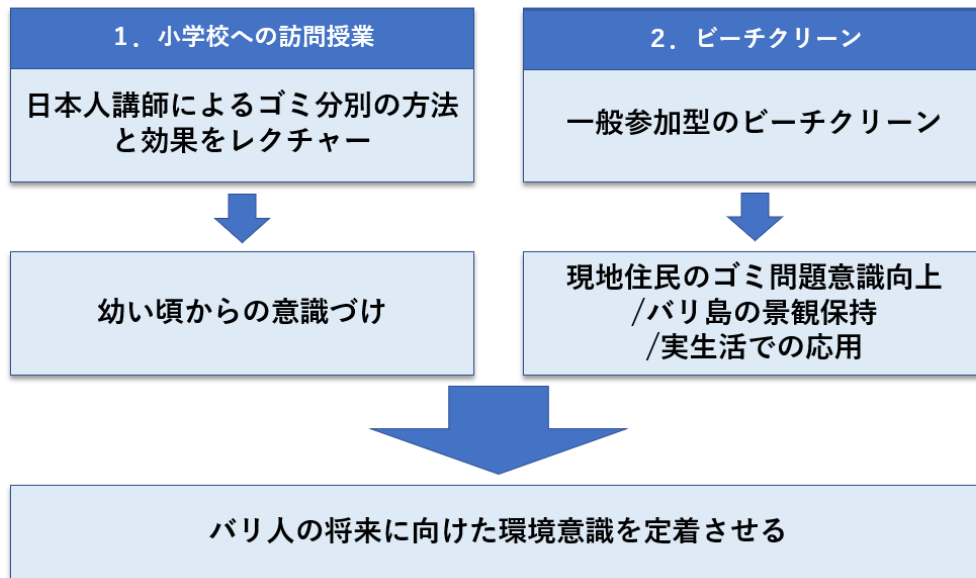 1．小学校への訪問授業
日本人講師によるゴミ分別の方法
と効果をレクチャー
幼い頃からの意識づけ
2．ビーチクリーン
一般参加型のビーチクリーン
現地住民のゴミ問題意識向上
/バリ島の景観保持
/実生活での応用
バリ人の将来に向けた環境意識を定着させる